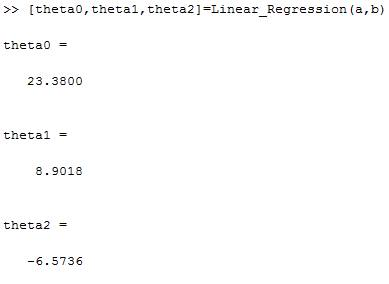 >> [theta0,theta1,theta2]=Linear_Regression(a,b)
theta0 =
23.3800
theta1 =
8.9018
theta2 =
-6.5736